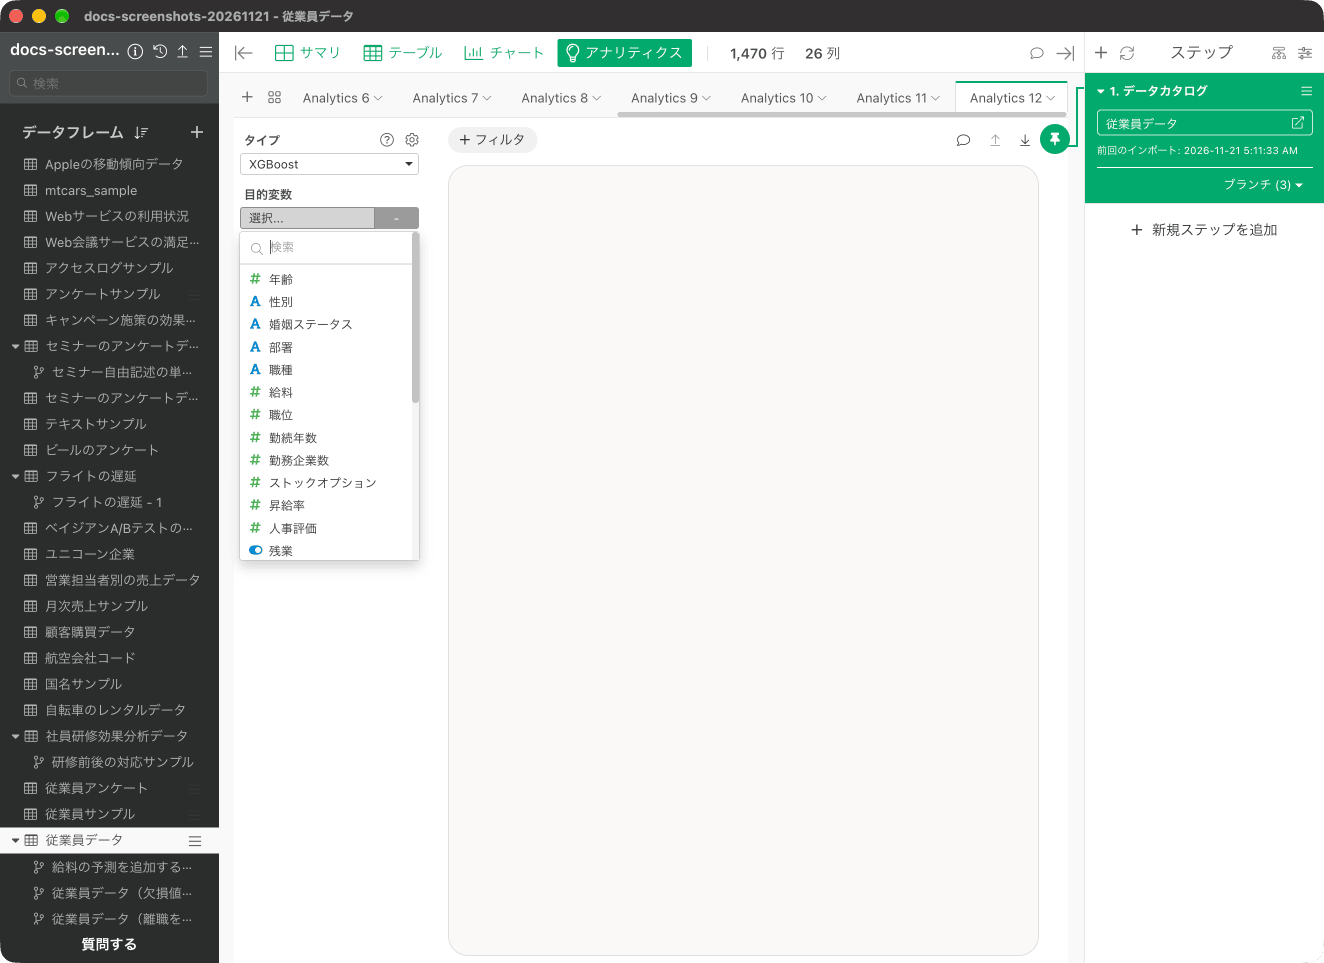 docs-screenshots-20261121 - 従業員データ
docs-screen...
検索
データフレーム
Appleの移動傾向データ
mtcars_sample
Webサービスの利用状況
Web会議サービスの満足…
アクセスログサンプル
アンケートサンプル
キャンペーン施策の効果…
セミナーのアンケートデ…
セミナー自由記述の単…
セミナーのアンケートデ…
テキストサンプル
ビールのアンケート
フライトの遅延
フライトの遅延 - 1
ベイジアンA/Bテストの…
ユニコーン企業
営業担当者別の売上データ
月次売上サンプル
顧客購買データ
航空会社コード
国名サンプル
自転車のレンタルデータ
社員研修効果分析データ
研修前後の対応サンプル
従業員アンケート
従業員サンプル
従業員データ
給料の予測を追加する…
従業員データ（欠損値…
従業員データ（離職を…
質問する
サマリ
テーブル
チャート
アナリティクス
1,470 行 26 列
Analytics 6
Analytics 7
Analytics 8
Analytics 9
Analytics 10
Analytics 11
Analytics 12
タイプ
XGBoost
目的変数
選択...
-
検索
# 年齢
A 性別
A 婚姻ステータス
A 部署
A 職種
# 給料
# 職位
# 勤続年数
# 勤務企業数
# ストックオプション
# 昇給率
# 人事評価
残業
+ フィルタ
ステップ
1. データカタログ
従業員データ
前回のインポート: 2026-11-21 5:11:33 AM
ブランチ (3)
+ 新規ステップを追加